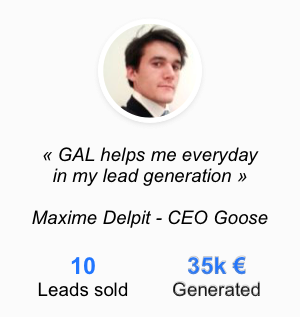 « GAL helps me everyday
in my lead generation »
Maxime Delpit - CEO Goose
10
Leads sold
35k €
Generated